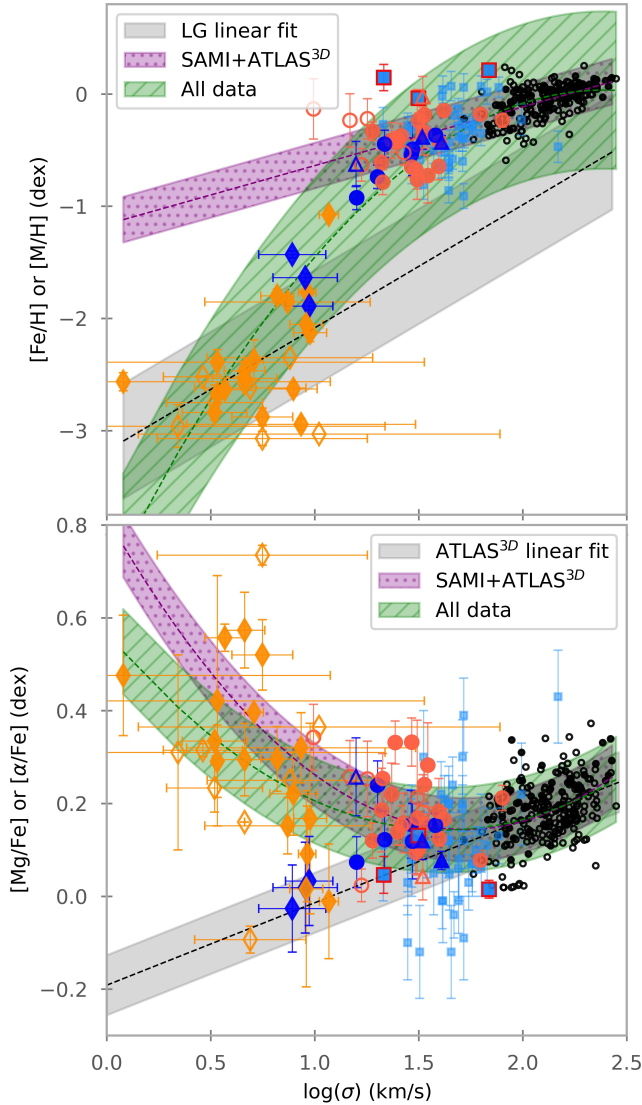 LG linear fit
SAMI+ATLAS³ᴰ
All data
0
−1
−2
−3
[Fe/H] or [M/H] (dex)
ATLAS³ᴰ linear fit
SAMI+ATLAS³ᴰ
All data
0.8
0.6
0.4
0.2
0.0
−0.2
[Mg/Fe] or [α/Fe] (dex)
0.0 0.5 1.0 1.5 2.0 2.5
log(σ) (km/s)